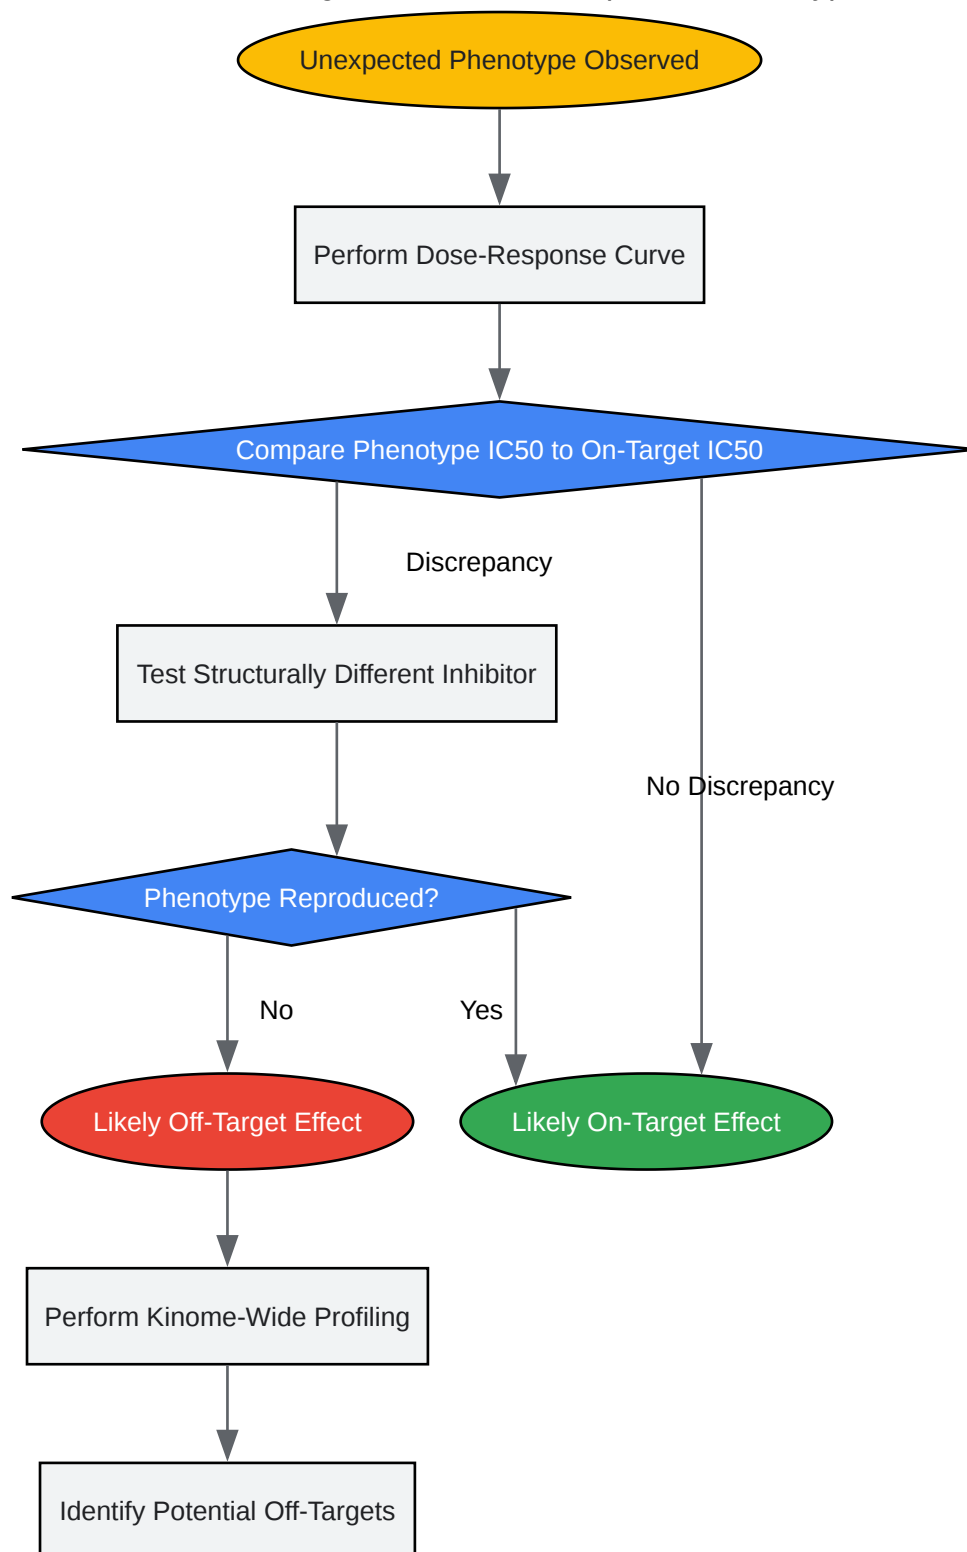 Unexpected Phenotype Observed
Perform Dose-Response Curve
Compare Phenotype IC50 to On-Target IC50
Discrepancy
Test Structurally Different Inhibitor
No Discrepancy
Phenotype Reproduced?
No
Yes
Likely Off-Target Effect
Likely On-Target Effect
Perform Kinome-Wide Profiling
Identify Potential Off-Targets